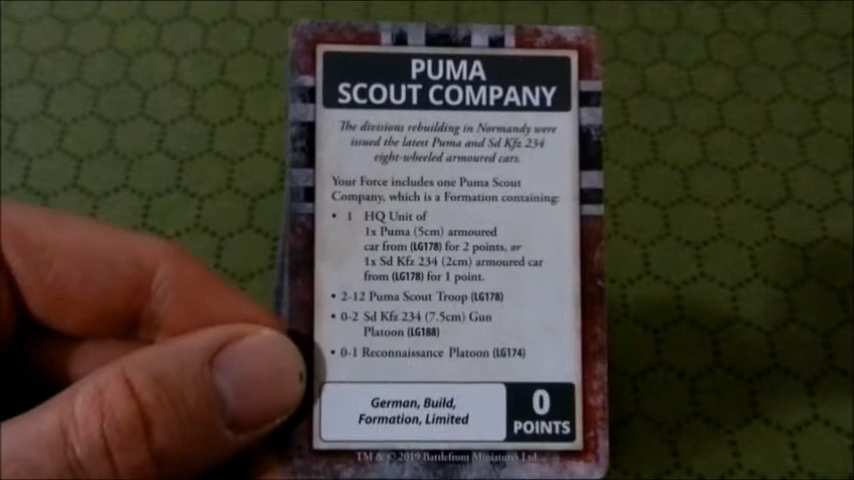 PUMA
SCOUT COMPANY
The divisions rebuilding in Normandy were
issued the latest Puma and Sd Kfz 234
eight-wheeled armoured cars.
Your Force includes one Puma Scout
Company, which is a Formation containing:
• 1 HQ Unit of
1x Puma (5cm) armoured
car from (LG178) for 2 points, or
1x Sd Kfz 234 (2cm) armoured car
from (LG178) for 1 point.
• 2-12 Puma Scout Troop (LG178)
• 0-2 Sd Kfz 234 (7.5cm) Gun
Platoon (LG188)
• 0-1 Reconnaissance Platoon (LG174)
German, Build,
Formation, Limited
0
POINTS
TM & © 2019 Battlefront Miniatures Ltd.